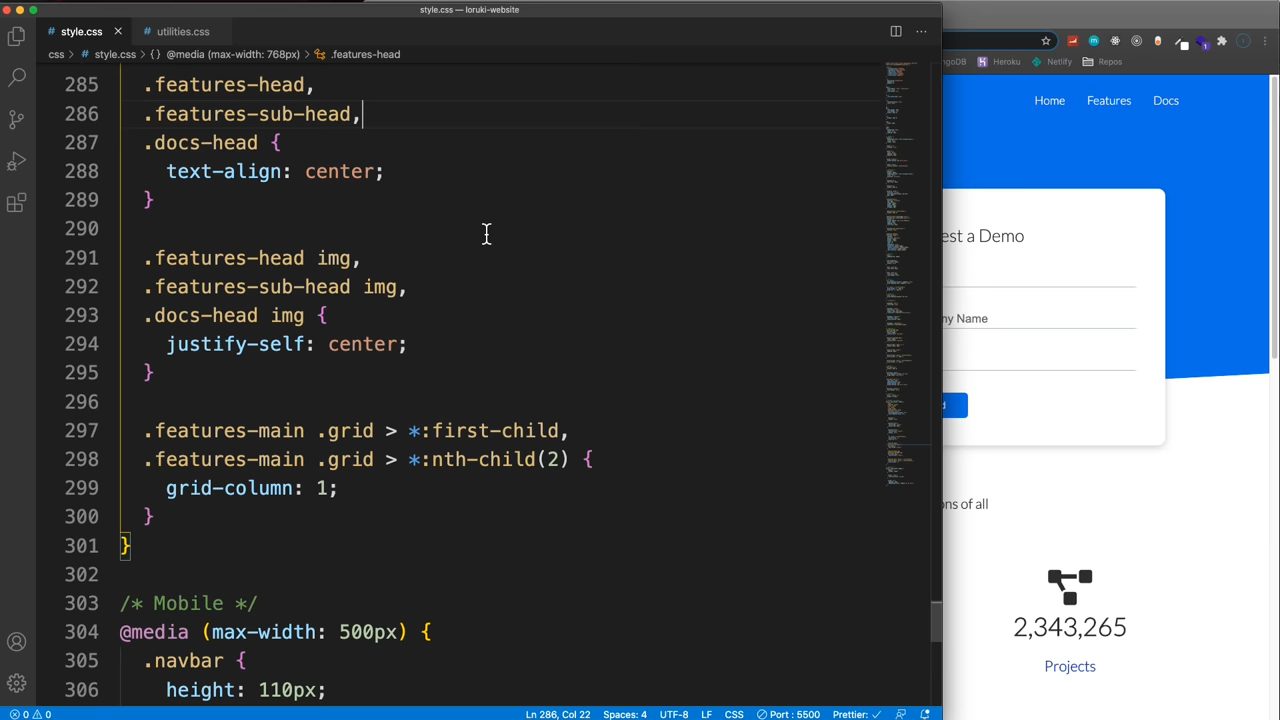 style.css — loruki-website
# style.css ×
# utilities.css
...
css > # style.css > {} @media (max-width: 768px) > .features-head
285 .features-head,
286 .features-sub-head,
287 .docs-head {
288 text-align: center;
289 }
290
291 .features-head img,
292 .features-sub-head img,
293 .docs-head img {
294 justify-self: center;
295 }
296
297 .features-main .grid > *:first-child,
298 .features-main .grid > *:nth-child(2) {
299 grid-column: 1;
300 }
301 }
302
303 /* Mobile */
304 @media (max-width: 500px) {
305 .navbar {
306 height: 110px;
0 0 Ln 286, Col 22 Spaces: 4 UTF-8 LF CSS Port : 5500 Prettier: ✓
ngoDB Heroku Netlify Repos
Home Features Docs
est a Demo
ny Name
d
ons of all
2,343,265
Projects